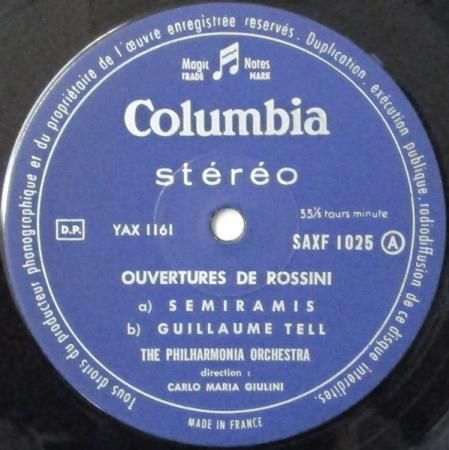 Tous droits du producteur phonographique et du propriétaire de l'œuvre enregistrée réservés. Duplication, exécution publique, radiodiffusion de ce disque interdites.
Magic Notes
TRADE MARK
Columbia
stéréo
33⅓ tours minute
D.P. YAX 1161 SAXF 1025 A
OUVERTURES DE ROSSINI
a) SEMIRAMIS
b) GUILLAUME TELL
THE PHILHARMONIA ORCHESTRA
direction :
CARLO MARIA GIULINI
MADE IN FRANCE